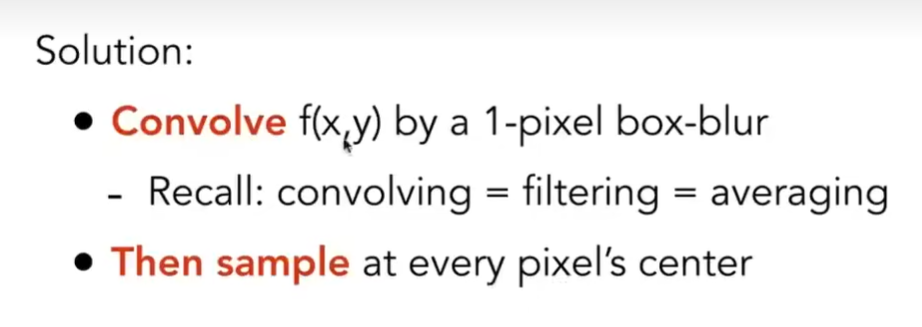 Solution:
• Convolve f(x,y) by a 1-pixel box-blur
- Recall: convolving = filtering = averaging
• Then sample at every pixel's center